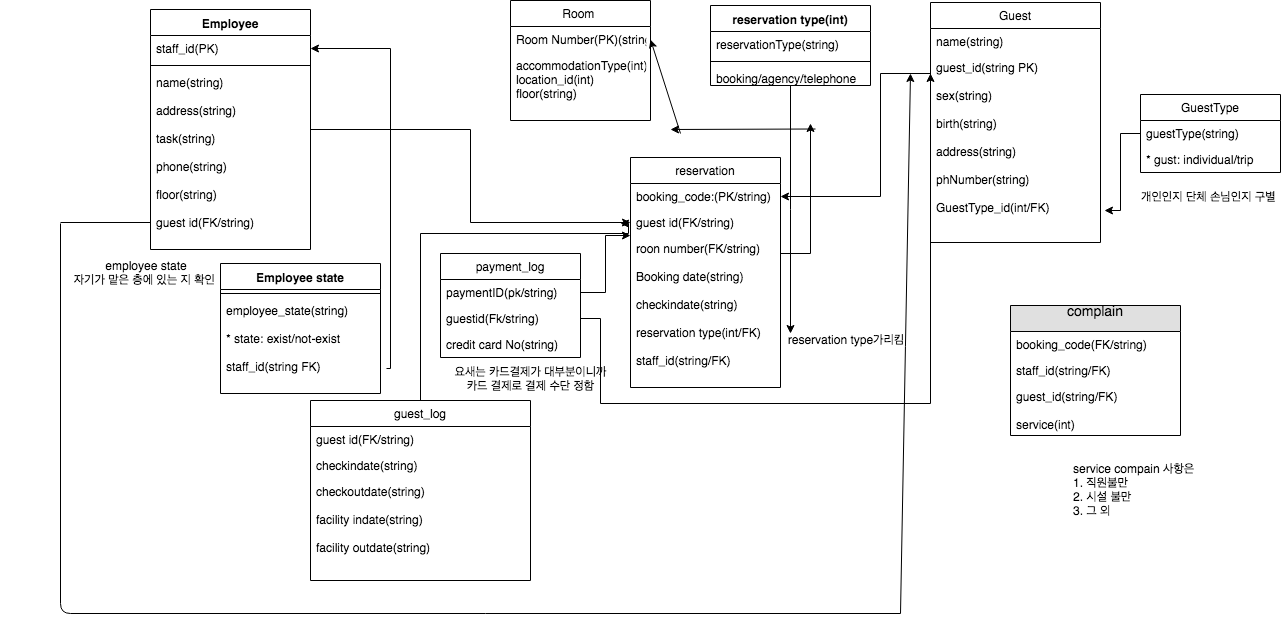 Employee
staff_id(PK)
name(string)
address(string)
task(string)
phone(string)
floor(string)
guest id(FK/string)
employee state
자기가 맡은 층에 있는 지 확인
Employee state
employee_state(string)
* state: exist/not-exist
staff_id(string FK)
Room
Room Number(PK)(string
accommodationType(int)
location_id(int)
floor(string)
reservation type(int)
reservationType(string)
booking/agency/telephone
Guest
name(string)
guest_id(string PK)
sex(string)
birth(string)
address(string)
phNumber(string)
GuestType_id(int/FK)
GuestType
guestType(string)
* gust: individual/trip
개인인지 단체 손님인지 구별
reservation
booking_code:(PK/string)
guest id(FK/string)
roon number(FK/string)
Booking date(string)
checkindate(string)
reservation type(int/FK)
staff_id(string/FK)
reservation type가리킴
payment_log
paymentID(pk/string)
guestid(Fk/string)
credit card No(string)
요새는 카드결제가 대부분이니까
카드 결제로 결제 수단 정함
guest_log
guest id(FK/string)
checkindate(string)
checkoutdate(string)
facility indate(string)
facility outdate(string)
complain
booking_code(FK/string)
staff_id(string/FK)
guest_id(string/FK)
service(int)
service compain 사항은
1. 직원불만
2. 시설 불만
3. 그 외